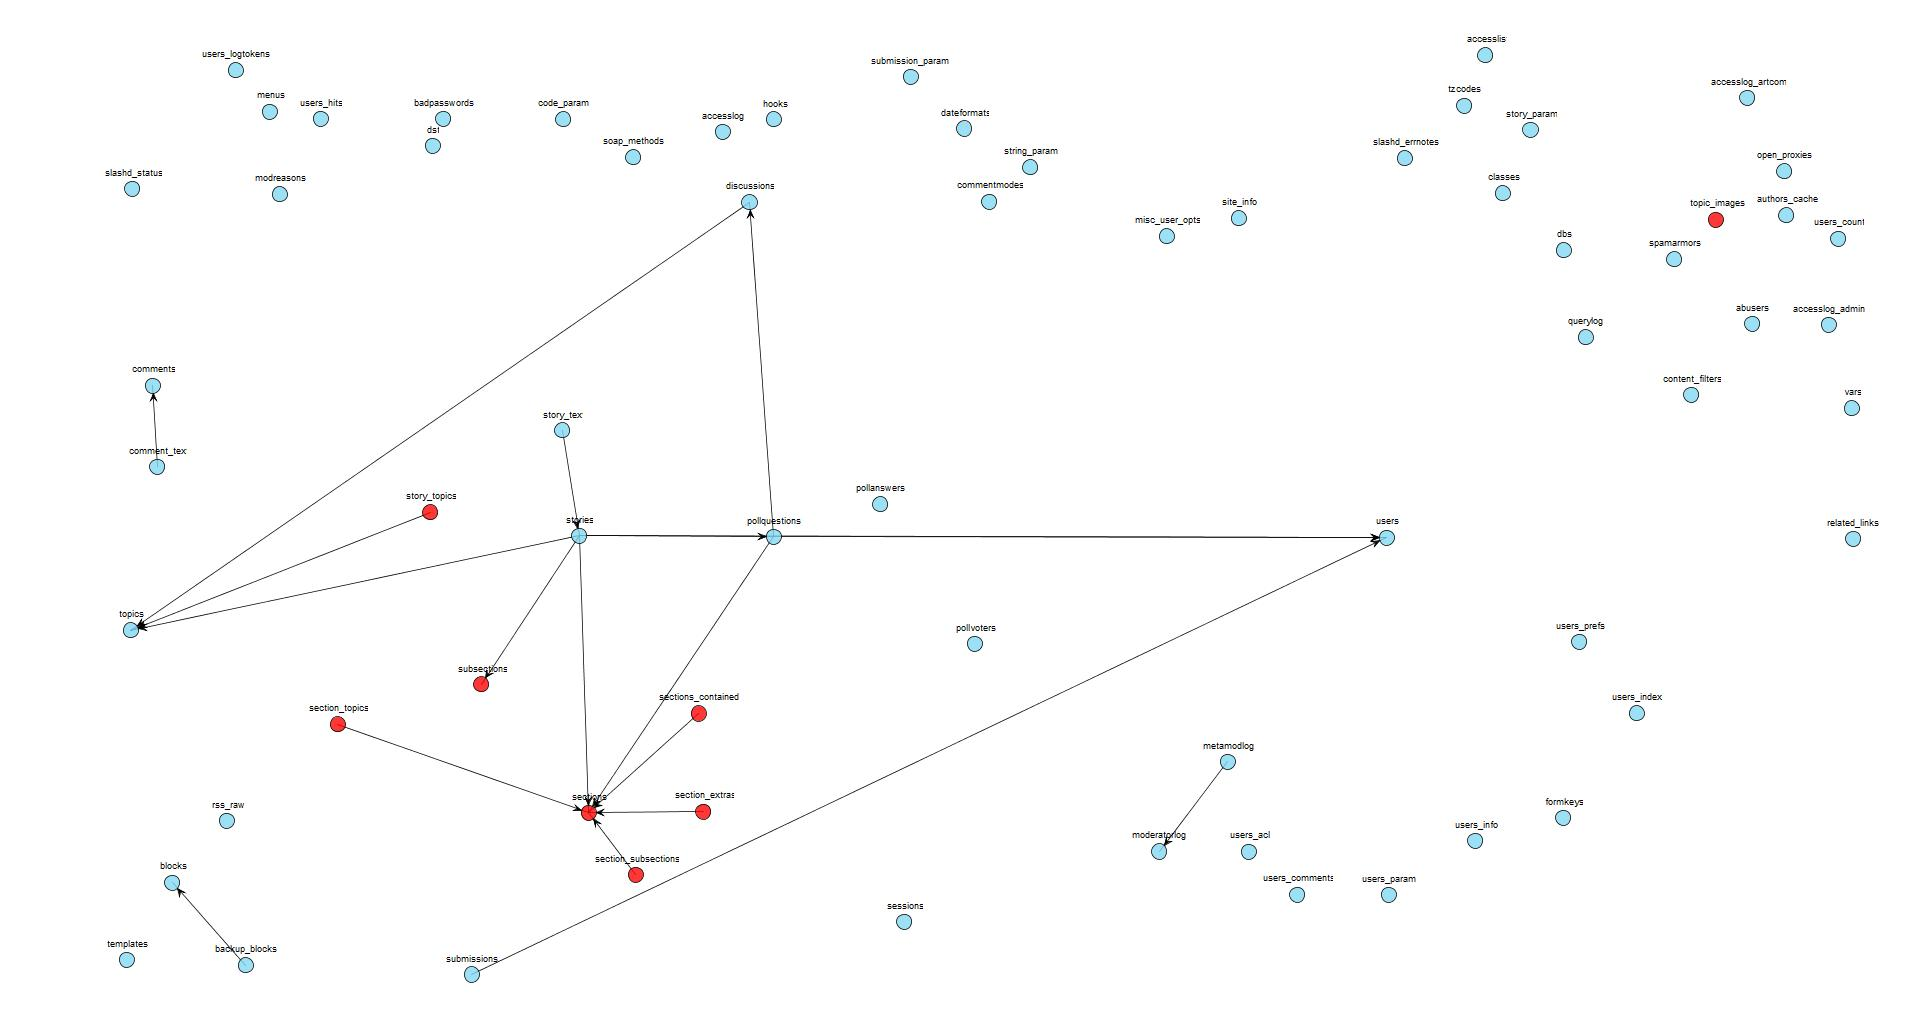 accesslis
users_logtokens
submission_param
accesslog_artcom
tzcodes
menus
users_hits
badpasswords
code_param
hooks
accesslog
dateformats
story_param
dst
soap_methods
slashd_errnotes
string_param
open_proxies
slashd_status
modreasons
classes
discussions
commentmodes
authors_cache
site_info
topic_images
misc_user_opts
users_count
dbs
spamarmors
abusers
accesslog_admin
querylog
comments
content_filters
vars
story_tex
comment_tex
pollanswers
story_topics
stories
pollquestions
users
related_links
topics
pollvoters
users_prefs
subsections
sections_contained
users_index
section_topics
metamodlog
sections
section_extras
formkeys
rss_raw
users_info
moderatorlog
users_acl
section_subsections
blocks
users_comments
users_param
sessions
templates
backup_blocks
submissions